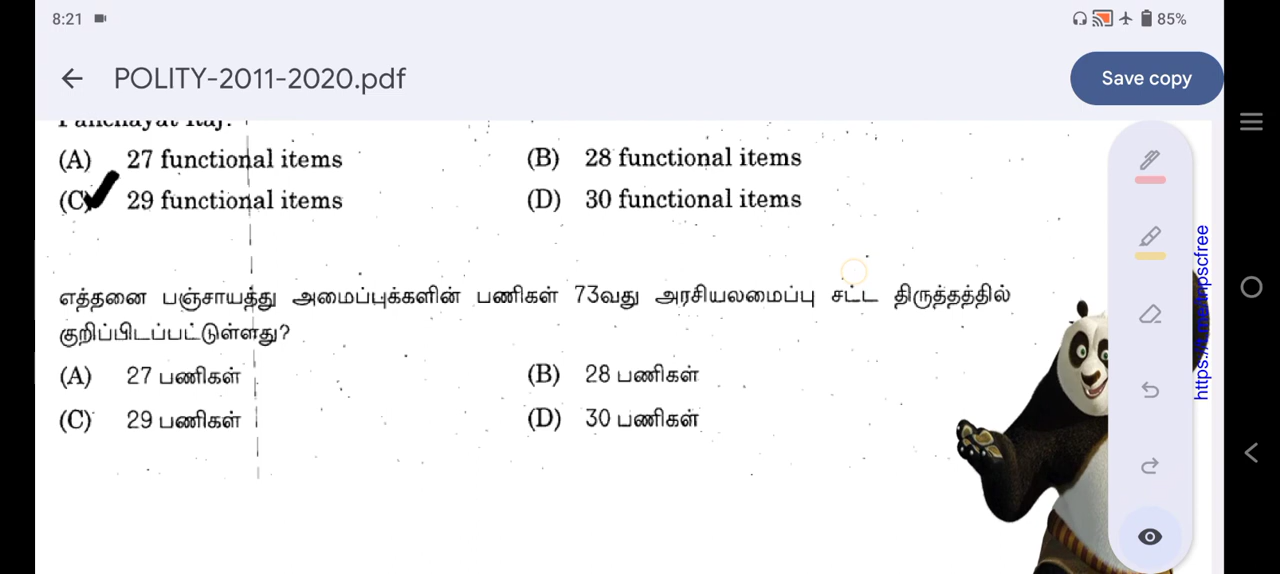 8:21
85%
POLITY-2011-2020.pdf
Save copy
Panchayat Raj?
(A) 27 functional items
(B) 28 functional items
(C) 29 functional items
(D) 30 functional items
எத்தனை பஞ்சாயத்து அமைப்புக்களின் பணிகள் 73வது அரசியலமைப்பு சட்ட திருத்தத்தில்
குறிப்பிடப்பட்டுள்ளது?
(A) 27 பணிகள்
(B) 28 பணிகள்
(C) 29 பணிகள்
(D) 30 பணிகள்